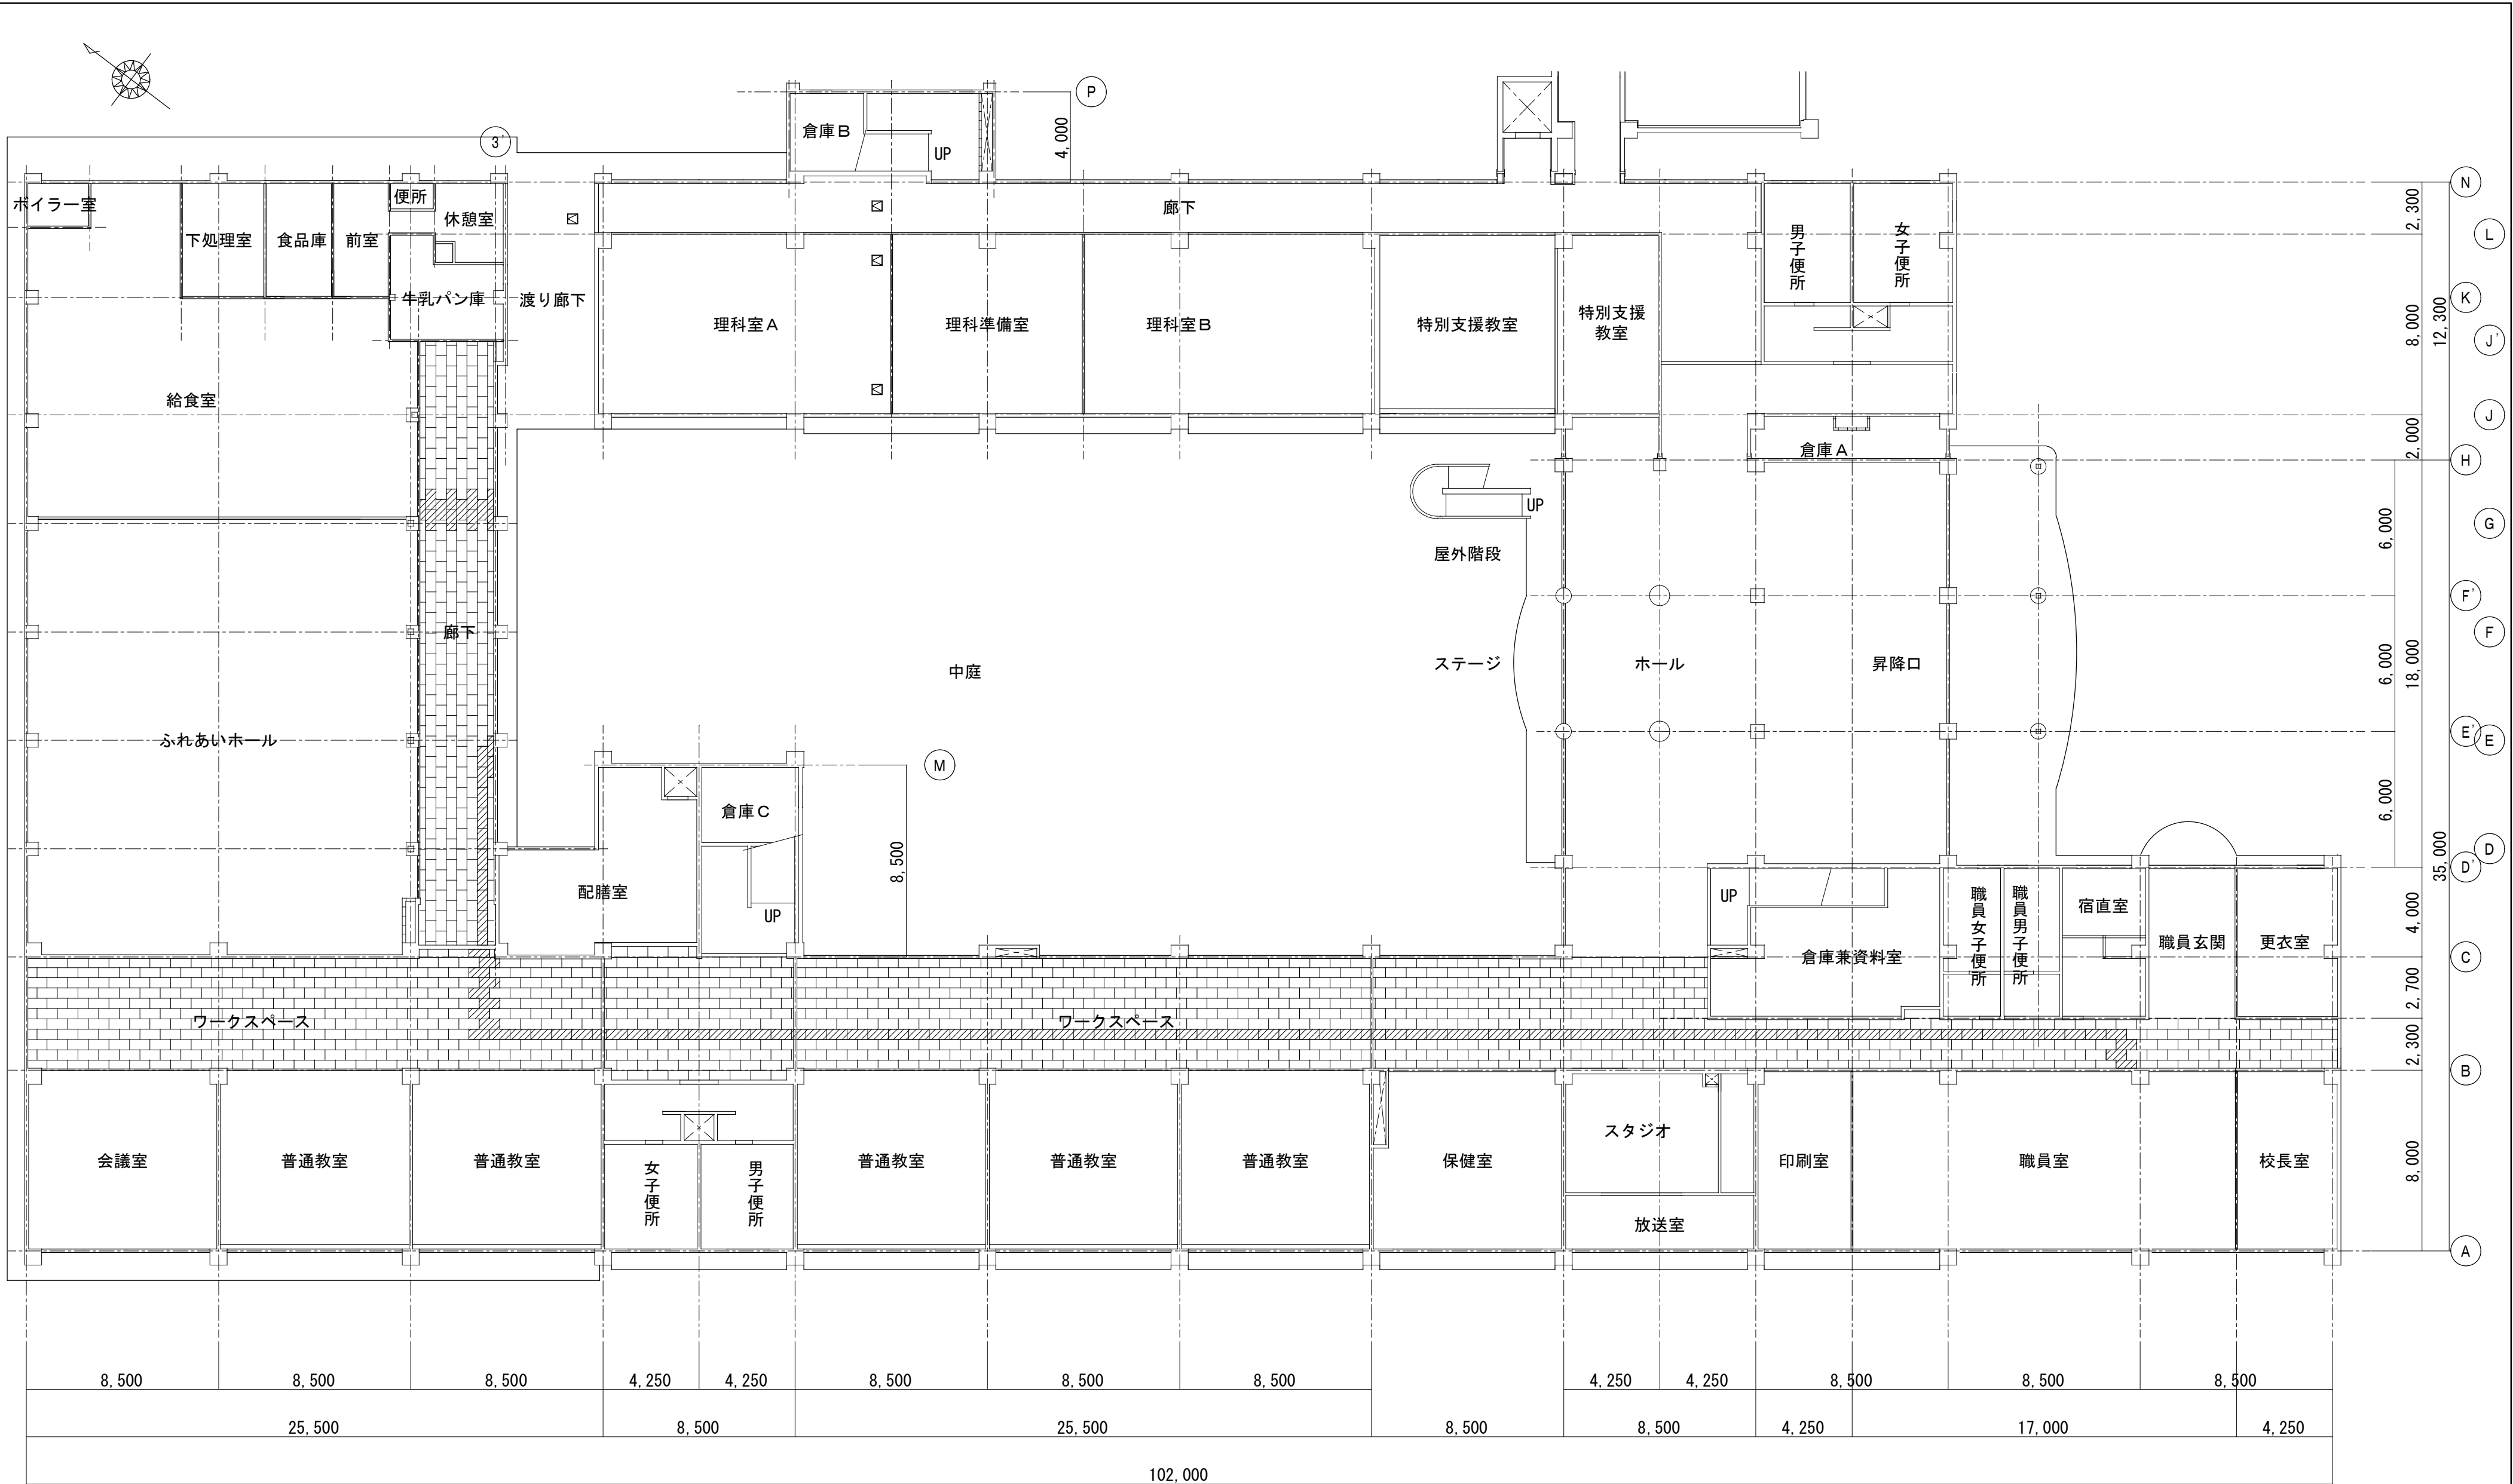 P
倉庫B
UP
4,000
3'
N
ボイラー室
便所
休憩室
廊下
2,300
下処理室
食品庫
前室
男子便所
女子便所
L
牛乳パン庫
渡り廊下
K
理科室A
理科準備室
理科室B
特別支援教室
特別支援
教室
8,000
12,300
J'
給食室
J
倉庫A
2,000
H
UP
G
屋外階段
6,000
F'
廊下
F
中庭
ステージ
ホール
昇降口
6,000
18,000
ふれあいホール
E'
E
M
倉庫C
6,000
8,500
35,000
D
D'
配膳室
UP
UP
職員女子便所
職員男子便所
宿直室
4,000
職員玄関
更衣室
倉庫兼資料室
C
2,700
ワークスペース
ワークスペース
2,300
B
会議室
普通教室
普通教室
女子便所
男子便所
普通教室
普通教室
普通教室
保健室
スタジオ
放送室
印刷室
職員室
校長室
8,000
A
8,500
8,500
8,500
4,250
4,250
8,500
8,500
8,500
4,250
4,250
8,500
8,500
8,500
25,500
8,500
25,500
8,500
8,500
4,250
17,000
4,250
102,000